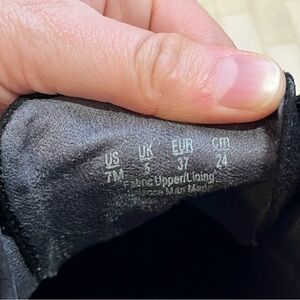 US UK EUR cm
7M 5 37 24
Fabric Upper/Lining
Balance Man Made